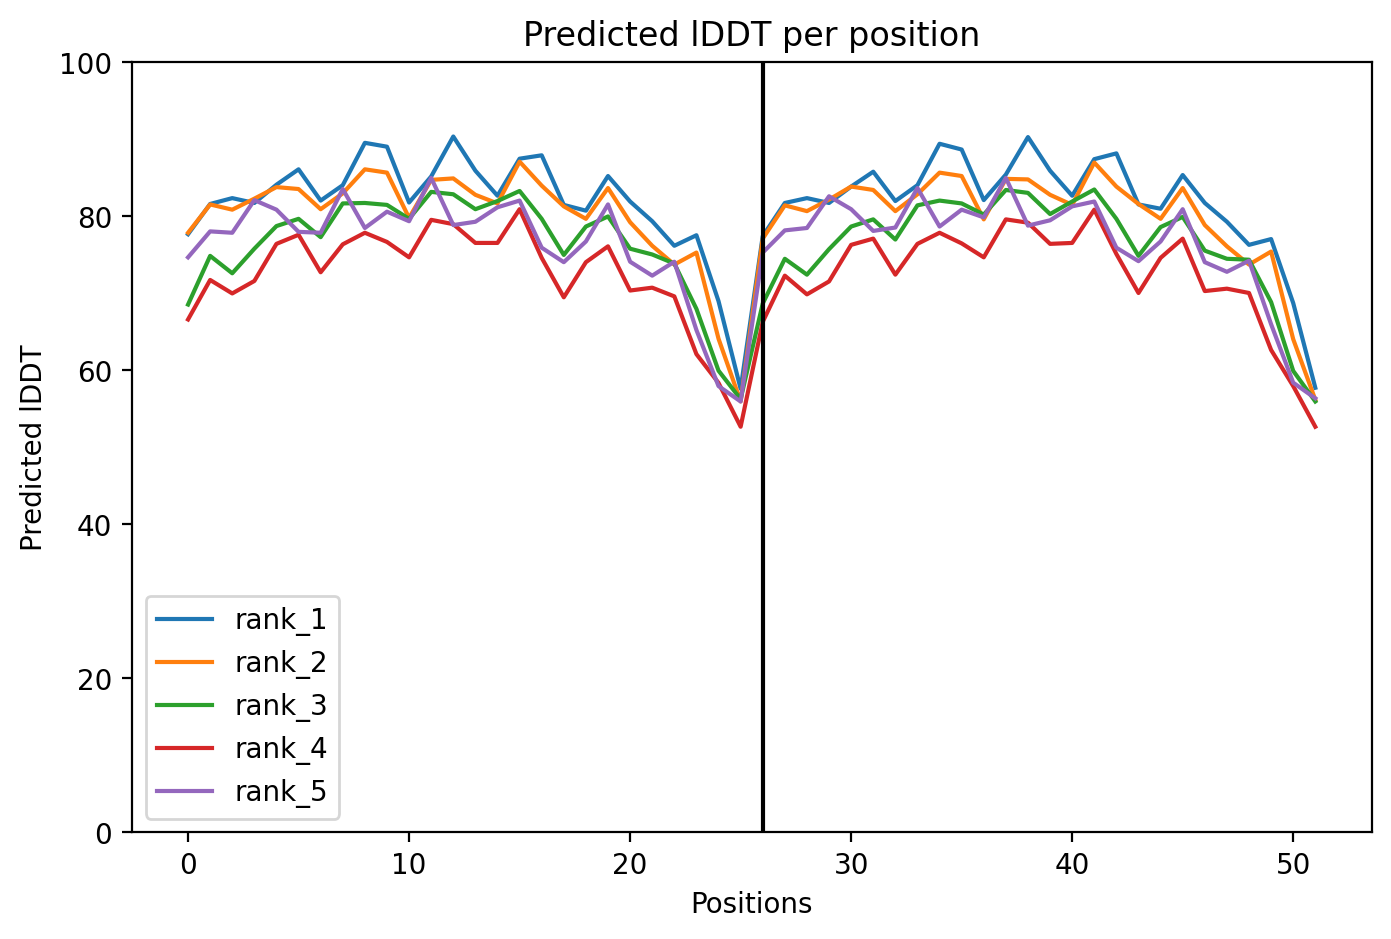 Predicted lDDT per position
100
80
60
40
20
0
Predicted lDDT
rank_1
rank_2
rank_3
rank_4
rank_5
0 10 20 30 40 50
Positions